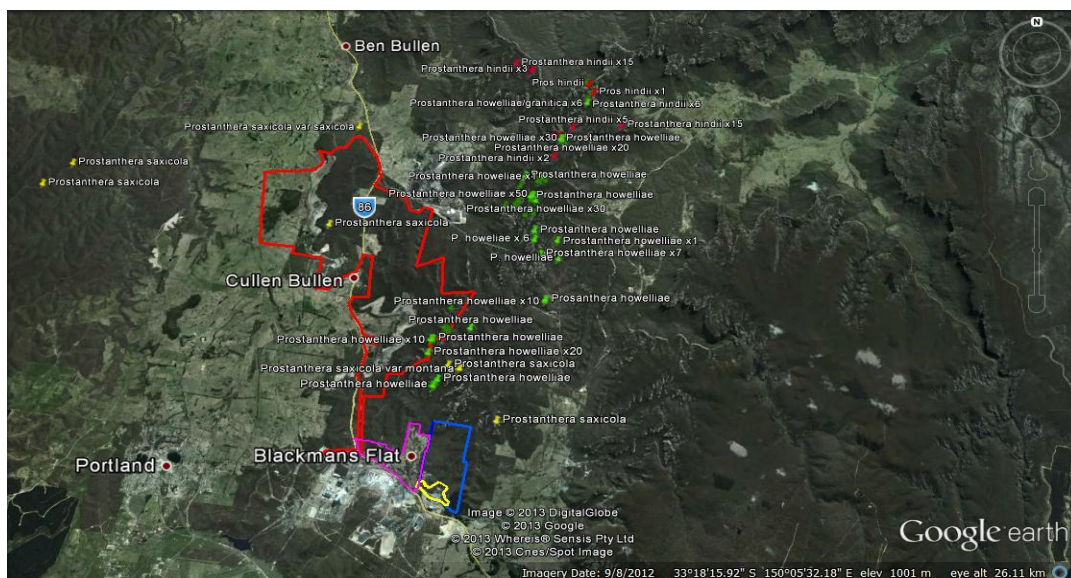 N
Ben Bullen
Prostanthera hindii x15
Prostanthera hindii x3
Pros hindii
Pros hindii x1
Prostanthera howelliae/granitica x6
Prostanthera hindii x6
Prostanthera hindii x5
Prostanthera hindii x15
Prostanthera saxicola var saxicola
Prostanthera howelliae x30
Prostanthera howelliae
Prostanthera howelliae x20
Prostanthera hindii x2
Prostanthera saxicola
Prostanthera howelliae
Prostanthera saxicola
Prostanthera howelliae x50
Prostanthera howelliae
86
Prostanthera howelliae x30
Prostanthera saxicola
Prostanthera howelliae
P. howeliae x 6
Prostanthera howelliae x1
P. howelliae
Prostanthera howelliae x7
Cullen Bullen
Prostanthera howelliae x10
Prosanthera howelliae
Prostanthera howelliae
Prostanthera howelliae x10
Prostanthera howelliae
Prostanthera howelliae x20
Prostanthera saxicola
Prostanthera saxicola var montana
Prostanthera howelliae
Prostanthera howelliae
Prostanthera saxicola
Blackmans Flat
Portland
Image © 2013 DigitalGlobe
© 2013 Google
© 2013 Whereis® Sensis Pty Ltd
© 2013 Cnes/Spot Image
Google earth
Imagery Date: 9/8/2012 33°18'15.92" S 150°05'32.18" E elev 1001 m eye alt 26.11 km